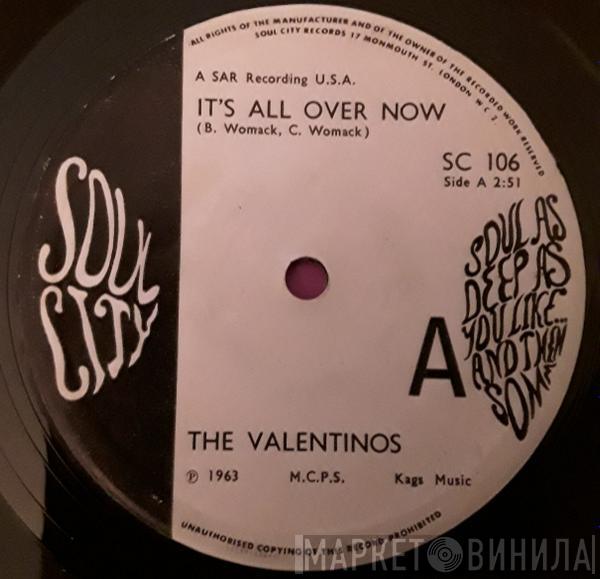 ALL RIGHTS OF THE MANUFACTURER AND OF THE OWNER OF THE RECORDED WORK RESERVED
SOUL CITY RECORDS 17 MONMOUTH ST. LONDON W C 2
A SAR Recording U.S.A.
IT'S ALL OVER NOW
(B. Womack, C. Womack)
SC 106
Side A 2:51
SOUL
CITY
SOUL AS
DEEP AS
YOU LIKE...
AND THEN
SOME
A
THE VALENTINOS
℗ 1963 M.C.P.S. Kags Music
UNAUTHORISED COPYING OF THIS RECORD PROHIBITED
МАРКЕТ ВИНИЛА